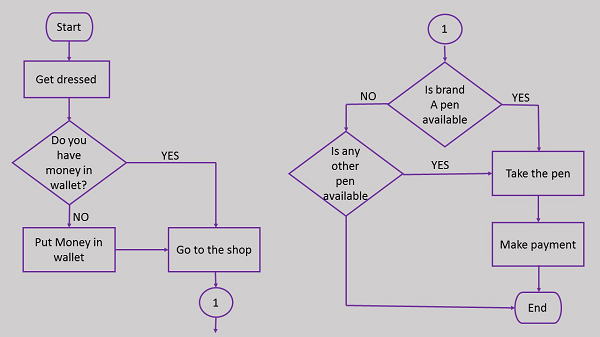 Start
Get dressed
Do you
have
money in
wallet?
YES
NO
Put Money in
wallet
Go to the shop
1
1
Is brand
A pen
available
NO
YES
Is any
other
pen
available
YES
Take the pen
Make payment
End